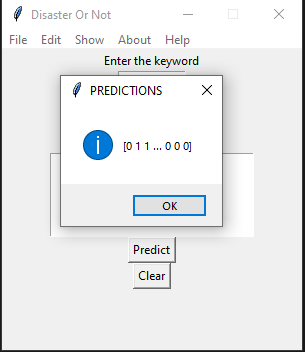 Disaster Or Not
File Edit Show About Help
Enter the keyword
PREDICTIONS
[0 1 1 ... 0 0 0]
OK
Predict
Clear